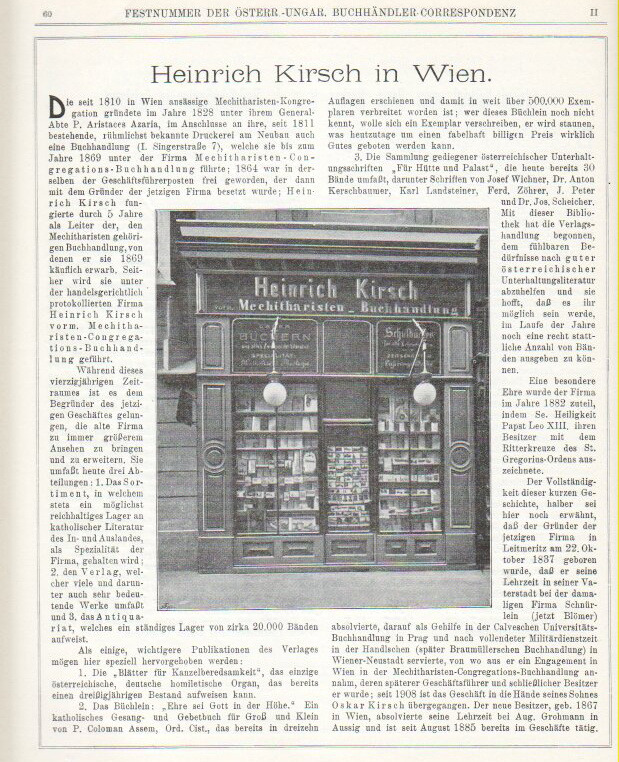 60 FESTNUMMER DER ÖSTERR.-UNGAR. BUCHHÄNDLER-CORRESPONDENZ II
Heinrich Kirsch in Wien.
Die seit 1810 in Wien ansässige Mechitharisten-Kongre-
gation gründete im Jahre 1828 unter ihrem General-
Abte P. Aristaces Azaria, im Anschlusse an ihre, seit 1811
bestehende, rühmlichst bekannte Druckerei am Neubau auch
eine Buchhandlung (I. Singerstraße 7), welche sie bis zum
Jahre 1869 unter der Firma Mechitharisten-Con-
gregations-Buchhandlung führte; 1864 war in der-
selben der Geschäftsführerposten frei geworden, der dann
mit dem Gründer der jetzigen Firma besetzt wurde; Hein-
rich Kirsch fun-
gierte durch 5 Jahre
als Leiter der, den
Mechitharisten gehöri-
gen Buchhandlung, von
denen er sie 1869
käuflich erwarb. Seit-
her wird sie unter
der handelsgerichtlich
protokollierten Firma
Heinrich Kirsch
vorm. Mechitha-
risten-Congrega-
tions-Buchhand-
lung geführt.
Während dieses
vierzigjährigen Zeit-
raumes ist es dem
Begründer des jetzi-
gen Geschäftes gelun-
gen, die alte Firma
zu immer größerem
Ansehen zu bringen
und zu erweitern. Sie
umfaßt heute drei Ab-
teilungen: 1. Das Sor-
timent, in welchem
stets ein möglichst
reichhaltiges Lager an
katholischer Literatur
des In- und Auslandes,
als Spezialität der
Firma, gehalten wird;
2. den Verlag, wel-
cher viele und darun-
ter auch sehr bedeu-
tende Werke umfaßt
und 3. das Antiqua-
riat, welches ein ständiges Lager von zirka 20.000 Bänden
aufweist.
Als einige, wichtigere Publikationen des Verlages
mögen hier speziell hervorgehoben werden:
1. Die „Blätter für Kanzelberedsamkeit“, das einzige
österreichische, deutsche homiletische Organ, das bereits
einen dreißigjährigen Bestand aufweisen kann.
2. Das Büchlein: „Ehre sei Gott in der Höhe.“ Ein
katholisches Gesang- und Gebetbuch für Groß und Klein
von P. Coloman Assem, Ord. Cist., das bereits in dreizehn
Auflagen erschienen und damit in weit über 500.000 Exem-
plaren verbreitet worden ist; wer dieses Büchlein noch nicht
kennt, wolle sich ein Exemplar verschreiben, er wird staunen,
was heutzutage um einen fabelhaft billigen Preis wirklich
Gutes geboten werden kann.
3. Die Sammlung gediegener österreichischer Unterhalt-
ungsschriften „Für Hütte und Palast“, die heute bereits 30
Bände umfaßt, darunter Schriften von Josef Wichner, Dr. Anton
Kerschbaumer, Karl Landsteiner, Ferd. Zöhrer, J. Peter
und Dr. Jos. Scheicher.
Mit dieser Biblio-
thek hat die Verlags-
handlung begonnen,
dem fühlbaren Be-
dürfnisse nach guter
österreichischer
Unterhaltungsliteratur
abzuhelfen und sie
hofft, daß es ihr
möglich sein werde,
im Laufe der Jahre
noch eine recht statt-
liche Anzahl von Bän-
den ausgeben zu kön-
nen.
Eine besondere
Ehre wurde der Firma
im Jahre 1882 zuteil,
indem Se. Heiligkeit
Papst Leo XIII. ihren
Besitzer mit dem
Ritterkreuze des St.
Gregorius-Ordens aus-
zeichnete.
Der Vollständig-
keit dieser kurzen Ge-
schichte, halber sei
hier noch erwähnt,
daß der Gründer der
jetzigen Firma in
Leitmeritz am 22. Ok-
tober 1837 geboren
wurde, daß er seine
Lehrzeit in seiner Va-
terstadt bei der dama-
ligen Firma Schnür-
lein (jetzt Blömer)
absolvierte, darauf als Gehilfe in der Calveschen Universitäts-
Buchhandlung in Prag und nach vollendeter Militärdienstzeit
in der Handlschen (später Braumüllerschen Buchhandlung) in
Wiener-Neustadt servierte, von wo aus er ein Engagement in
Wien in der Mechitharisten-Congregations-Buchhandlung an-
nahm, deren späterer Geschäftsführer und schließlicher Besitzer
er wurde; seit 1908 ist das Geschäft in die Hände seines Sohnes
Oskar Kirsch übergegangen. Der neue Besitzer, geb. 1867
in Wien, absolvierte seine Lehrzeit bei Aug. Grohmann in
Aussig und ist seit August 1885 bereits im Geschäfte tätig.
Heinrich Kirsch
vorm. Mechitharisten-Buchhandlung
LAGER
BÜCHERN
Schulbücher